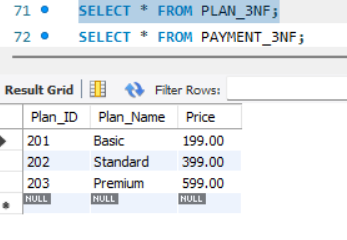 71 SELECT * FROM PLAN_3NF;
72 SELECT * FROM PAYMENT_3NF;
Result Grid Filter Rows:
Plan_ID Plan_Name Price
201 Basic 199.00
202 Standard 399.00
203 Premium 599.00
NULL NULL NULL